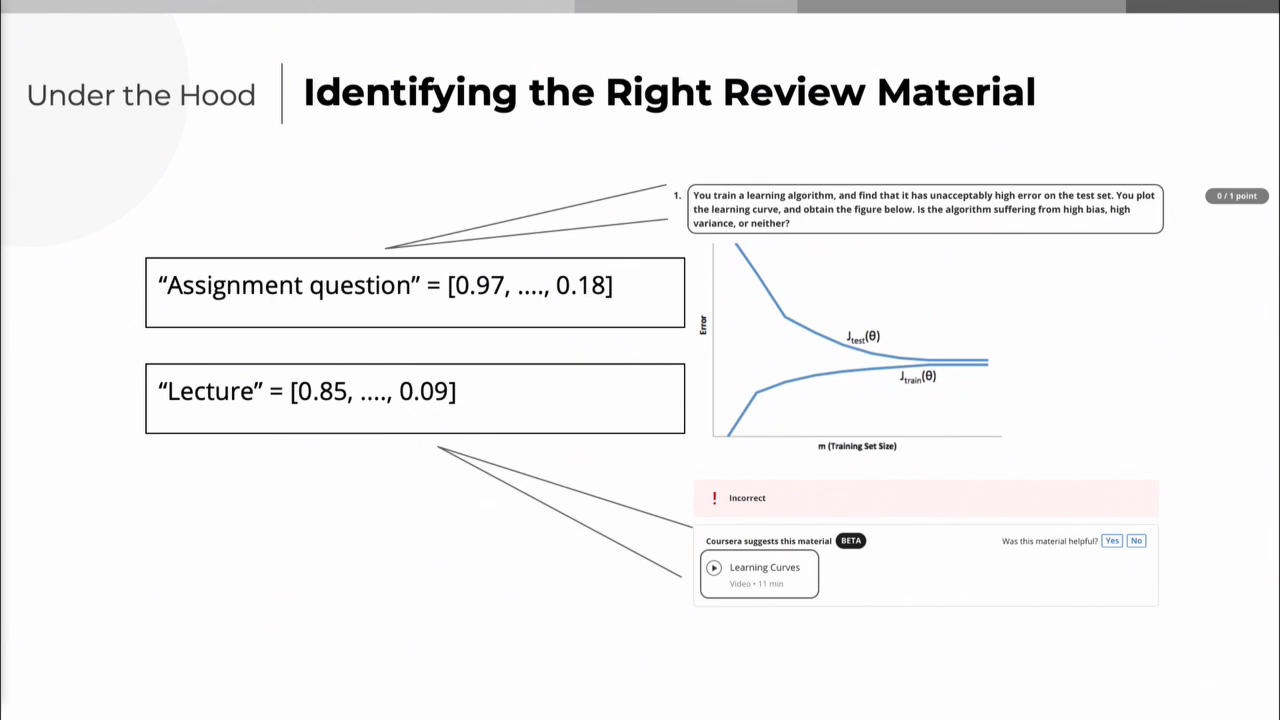 Under the Hood
Identifying the Right Review Material
1. You train a learning algorithm, and find that it has unacceptably high error on the test set. You plot
the learning curve, and obtain the figure below. Is the algorithm suffering from high bias, high
variance, or neither?
0 / 1 point
“Assignment question” = [0.97, ...., 0.18]
“Lecture” = [0.85, ...., 0.09]
Error
Jtest(θ)
Jtrain(θ)
m (Training Set Size)
! Incorrect
Coursera suggests this material BETA
Was this material helpful? Yes No
Learning Curves
Video • 11 min